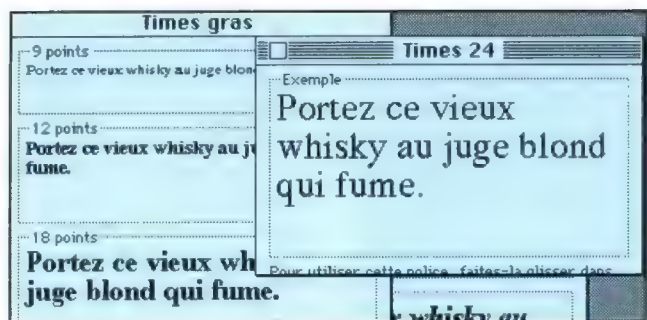 Times gras
9 points
Portez ce vieux whisky au juge blon
12 points
Portez ce vieux whisky au ju
fume.
18 points
Portez ce vieux wh
juge blond qui fume.
Times 24
Exemple
Portez ce vieux
whisky au juge blond
qui fume.
Pour utiliser cette police, faites-la glisser dans
whisky au